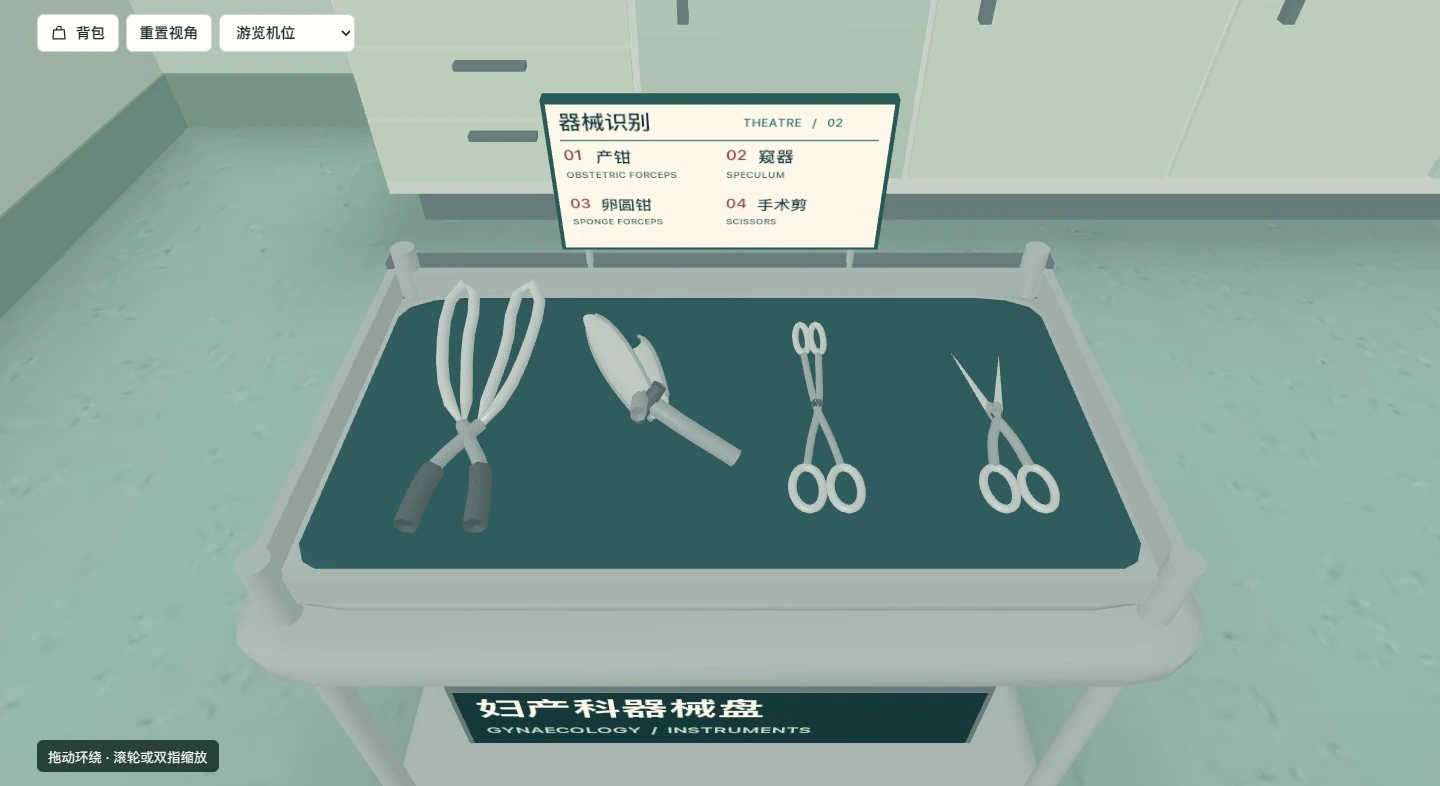 背包
重置视角
游览机位
器械识别 THEATRE / 02
01 产钳 02 窥器
OBSTETRIC FORCEPS SPECULUM
03 卵圆钳 04 手术剪
SPONGE FORCEPS SCISSORS
妇产科器械盘
GYNAECOLOGY / INSTRUMENTS
拖动环绕 · 滚轮或双指缩放